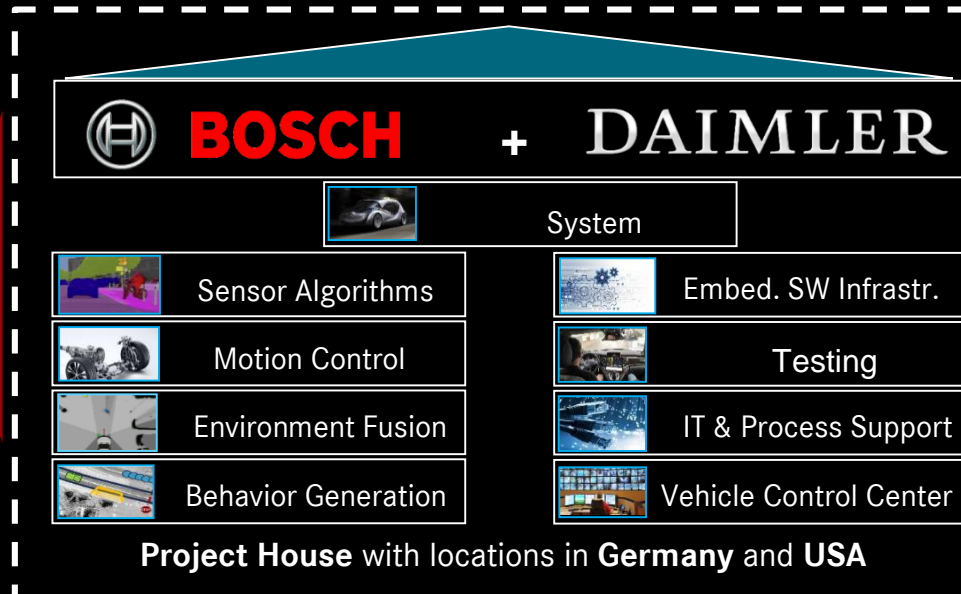 BOSCH + DAIMLER
System
Sensor Algorithms
Embed. SW Infrastr.
Motion Control
Testing
Environment Fusion
IT & Process Support
Behavior Generation
Vehicle Control Center
Project House with locations in Germany and USA